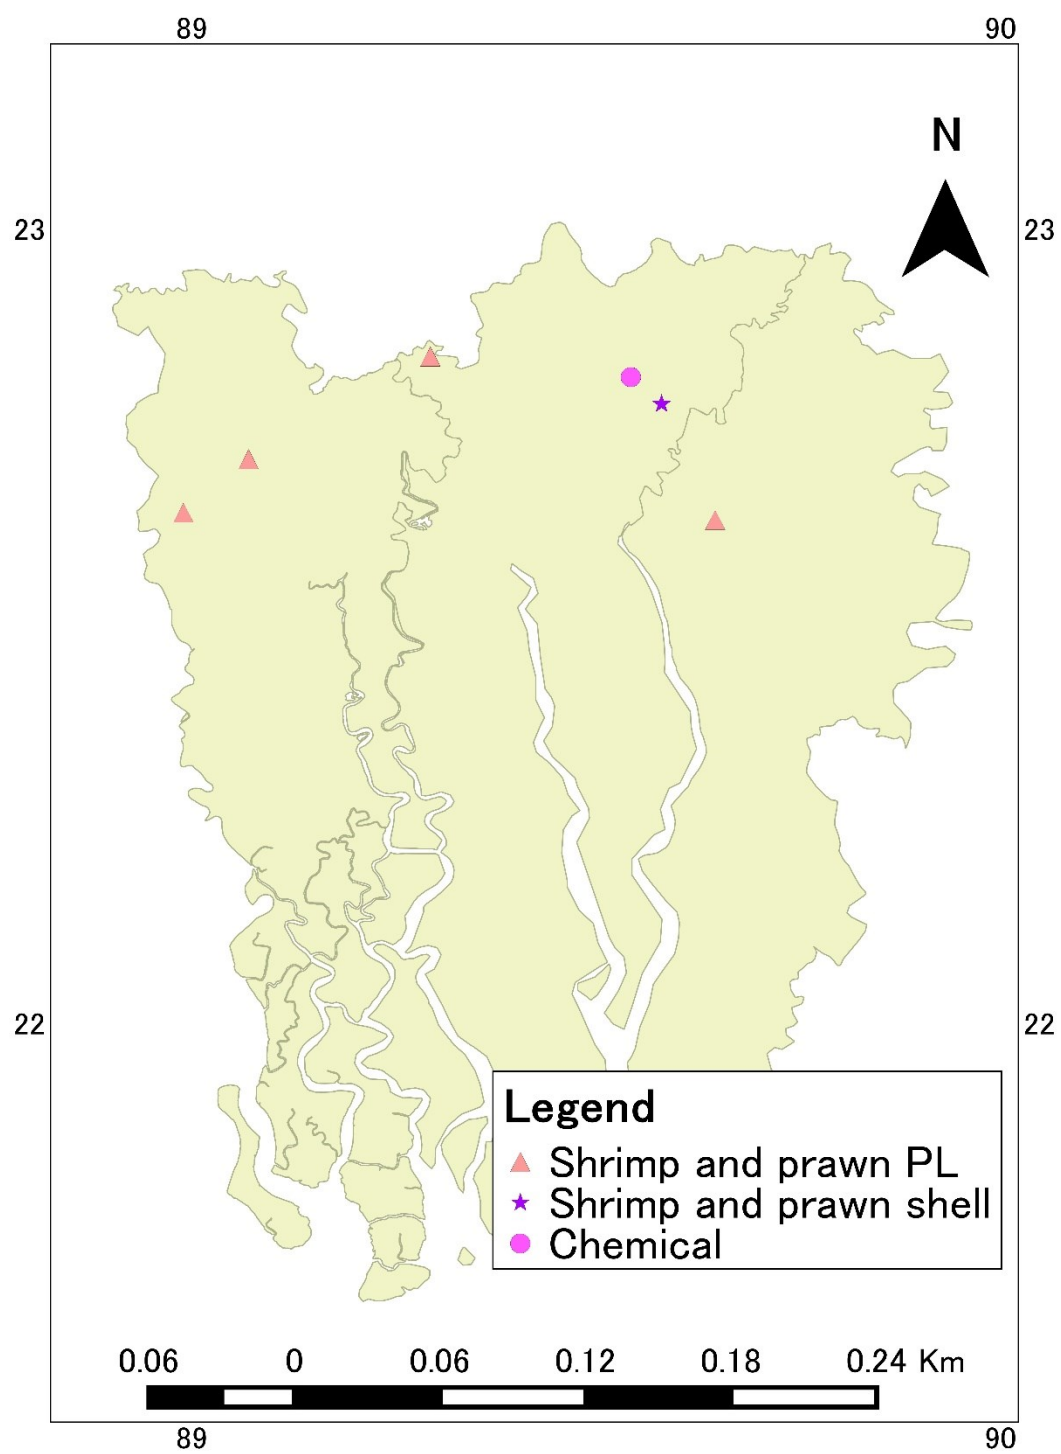 89 90
N
23 23
22 22
Legend
Shrimp and prawn PL
Shrimp and prawn shell
Chemical
0.06 0 0.06 0.12 0.18 0.24 Km
89 90